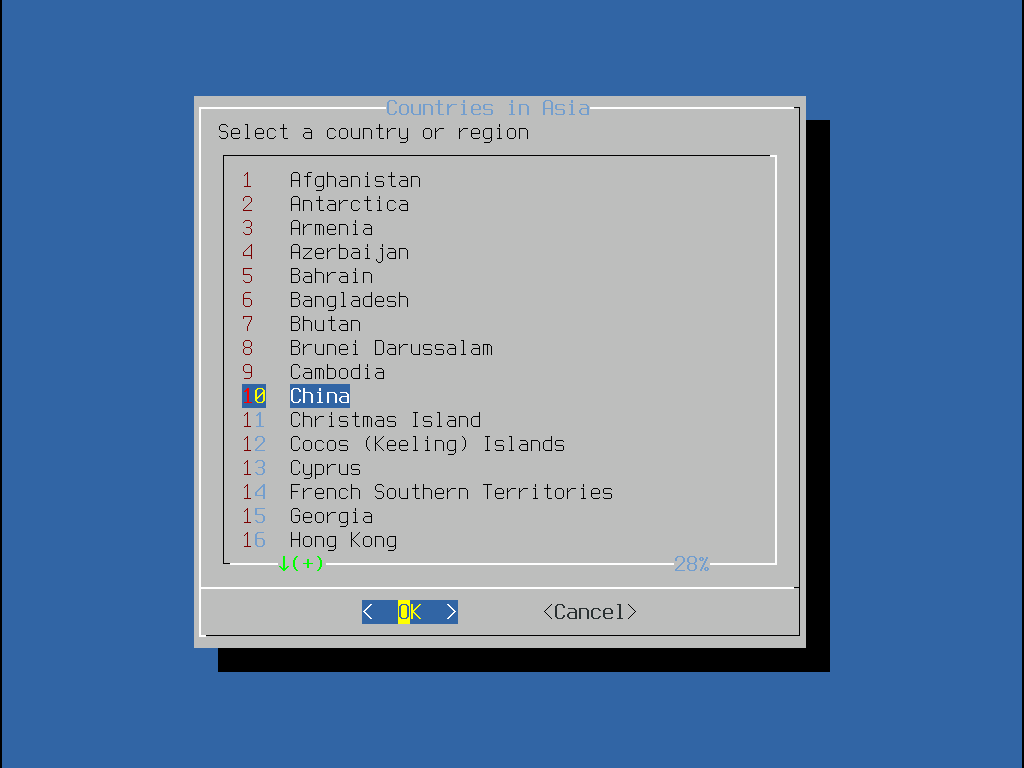 Countries in Asia
Select a country or region
1 Afghanistan
2 Antarctica
3 Armenia
4 Azerbaijan
5 Bahrain
6 Bangladesh
7 Bhutan
8 Brunei Darussalam
9 Cambodia
10 China
11 Christmas Island
12 Cocos (Keeling) Islands
13 Cyprus
14 French Southern Territories
15 Georgia
16 Hong Kong
↓(+) 28%
< OK > <Cancel>